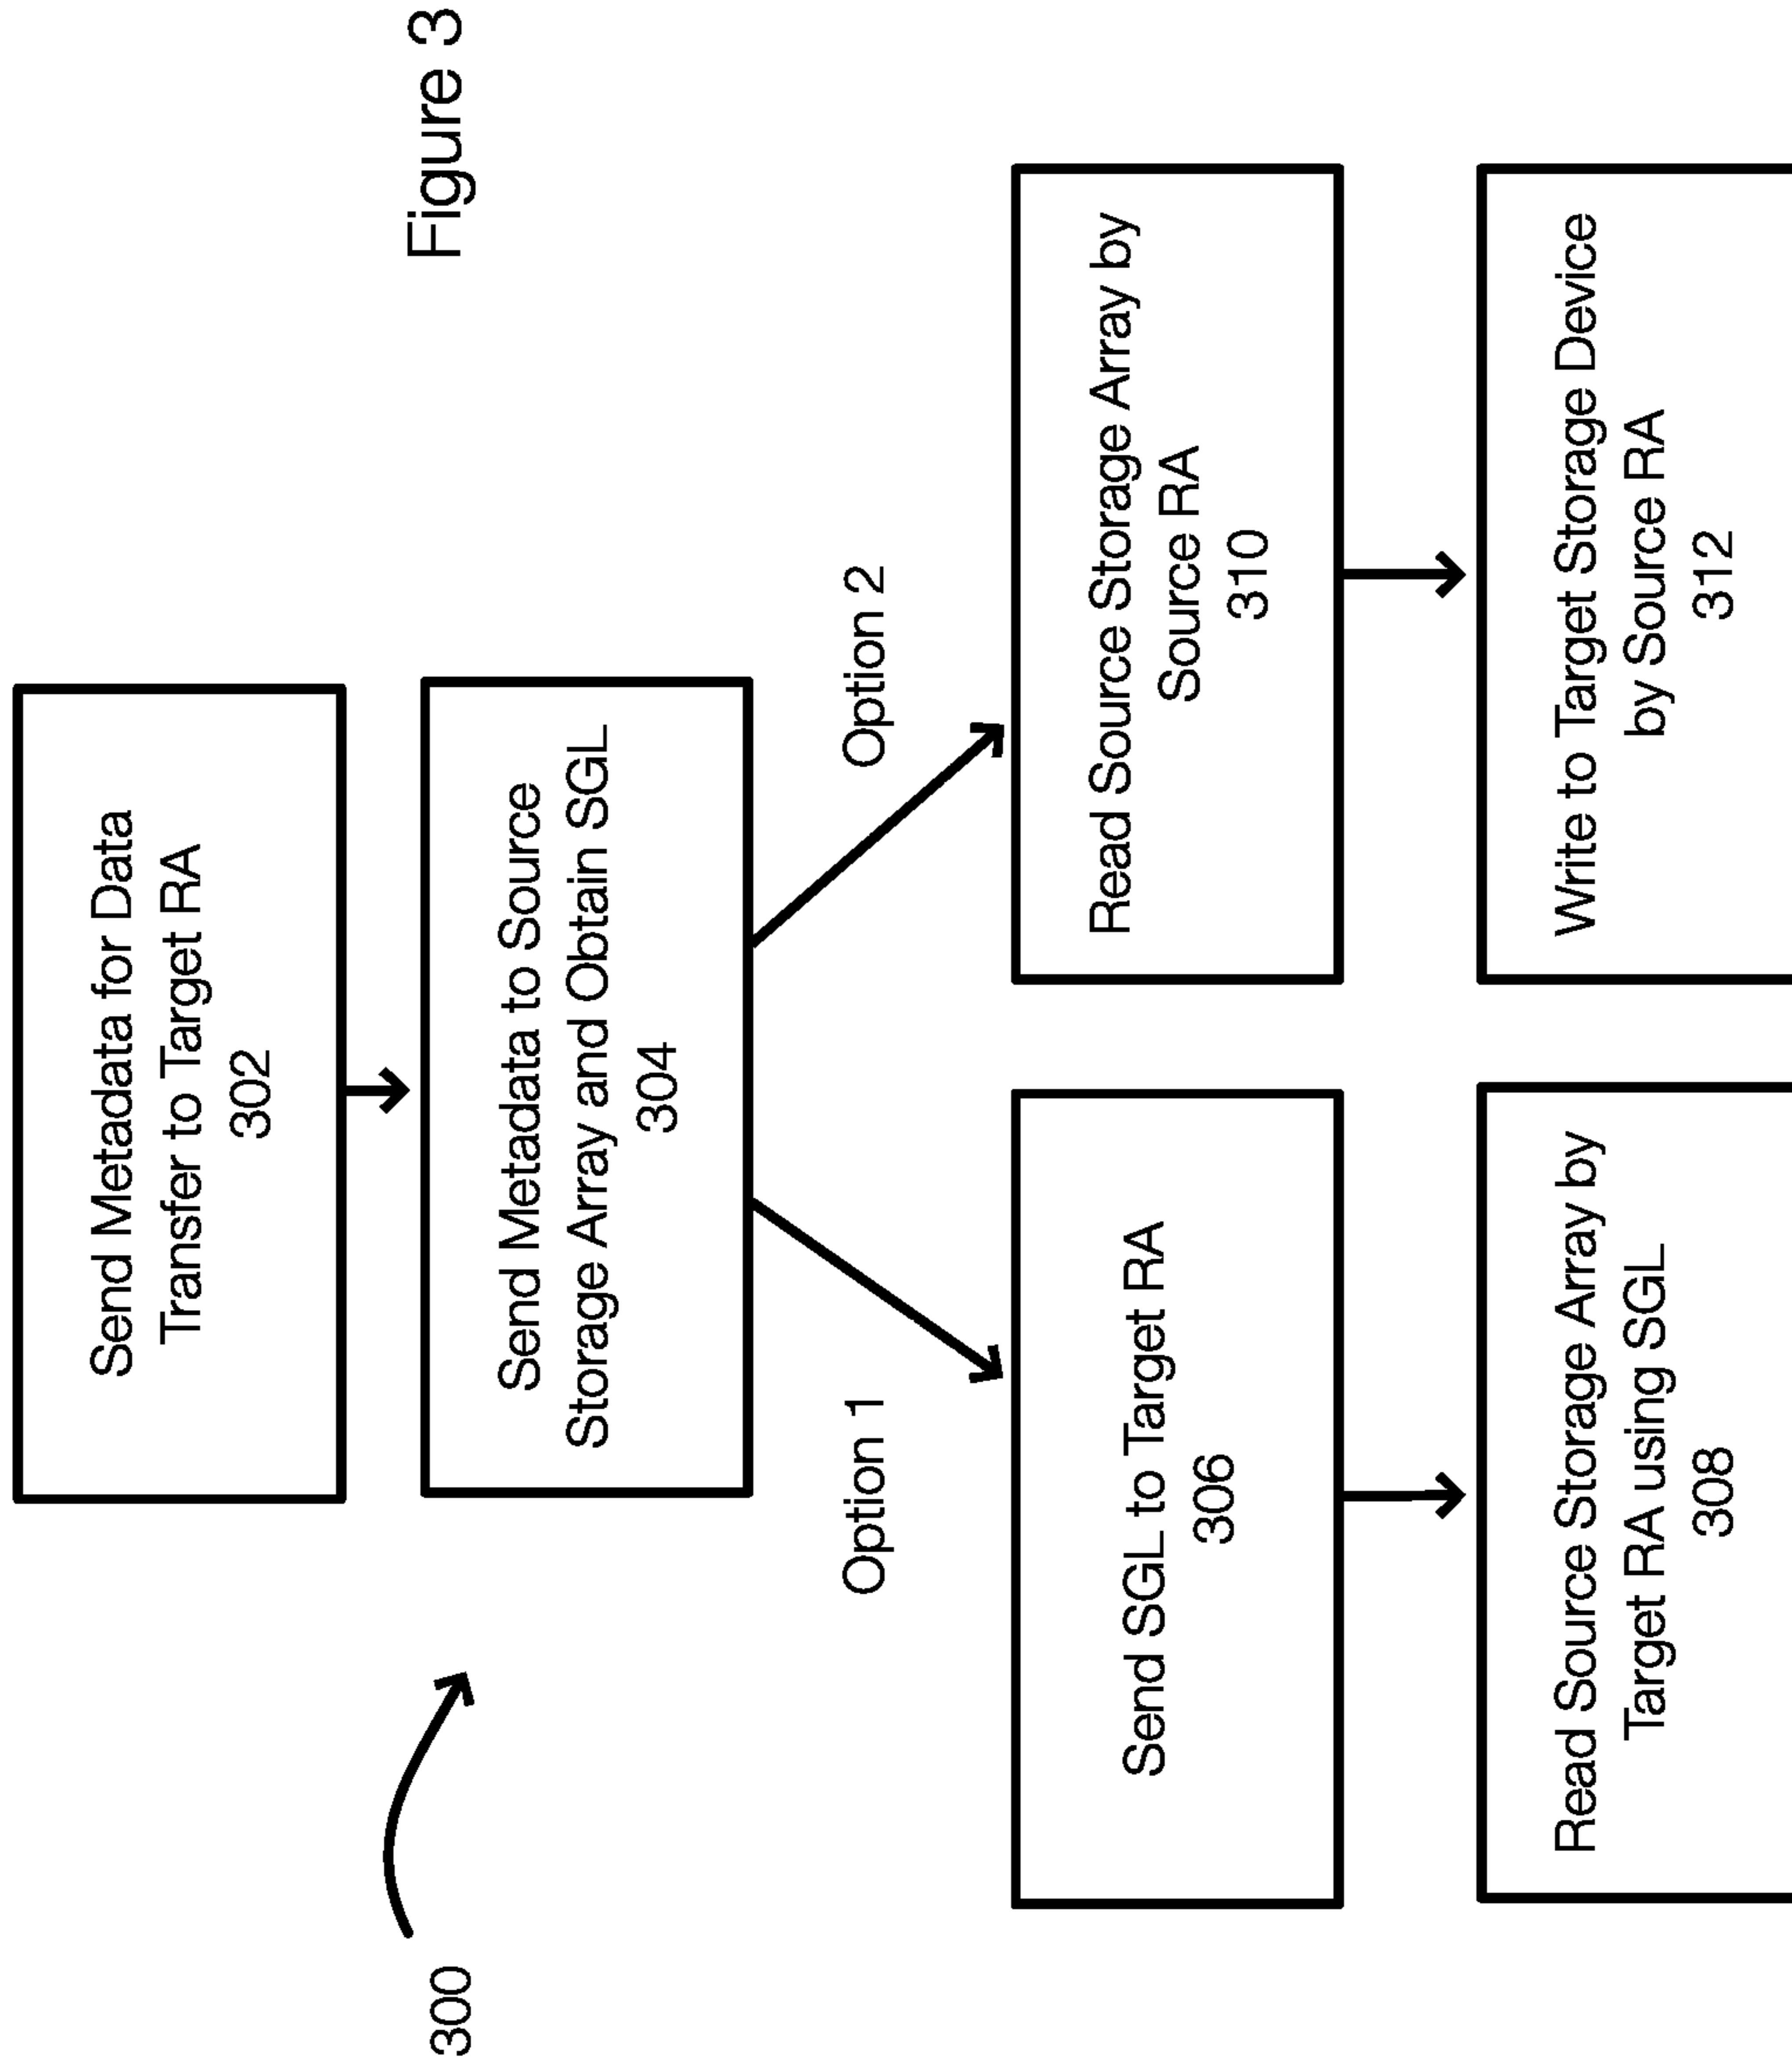 Figure 3
300
Send Metadata for Data
Transfer to Target RA
302
Send Metadata to Source
Storage Array and Obtain SGL
304
Option 1
Option 2
Send SGL to Target RA
306
Read Source Storage Array by
Target RA using SGL
308
Read Source Storage Array by
Source RA
310
Write to Target Storage Device
by Source RA
312